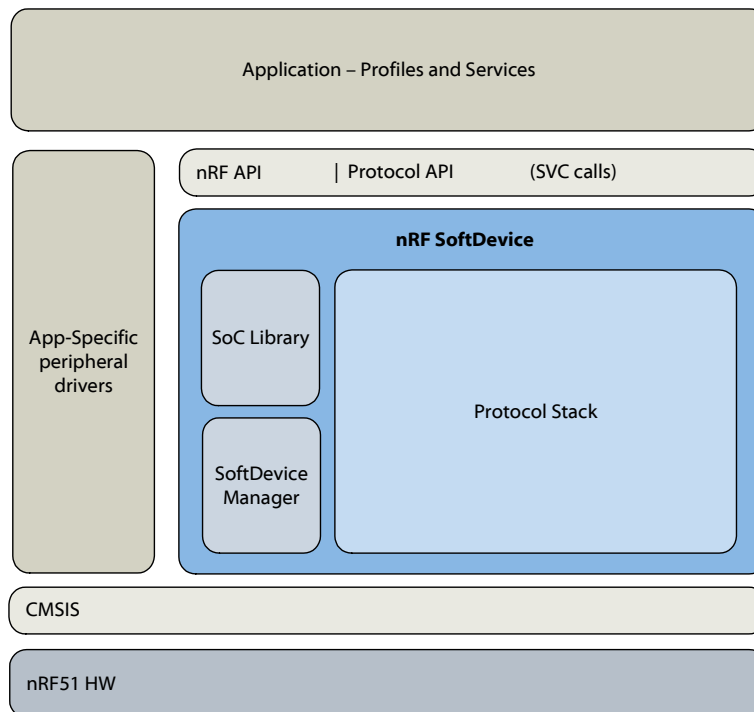 Application – Profiles and Services
nRF API | Protocol API (SVC calls)
nRF SoftDevice
App-Specific
peripheral
drivers
SoC Library
Protocol Stack
SoftDevice
Manager
CMSIS
nRF51 HW